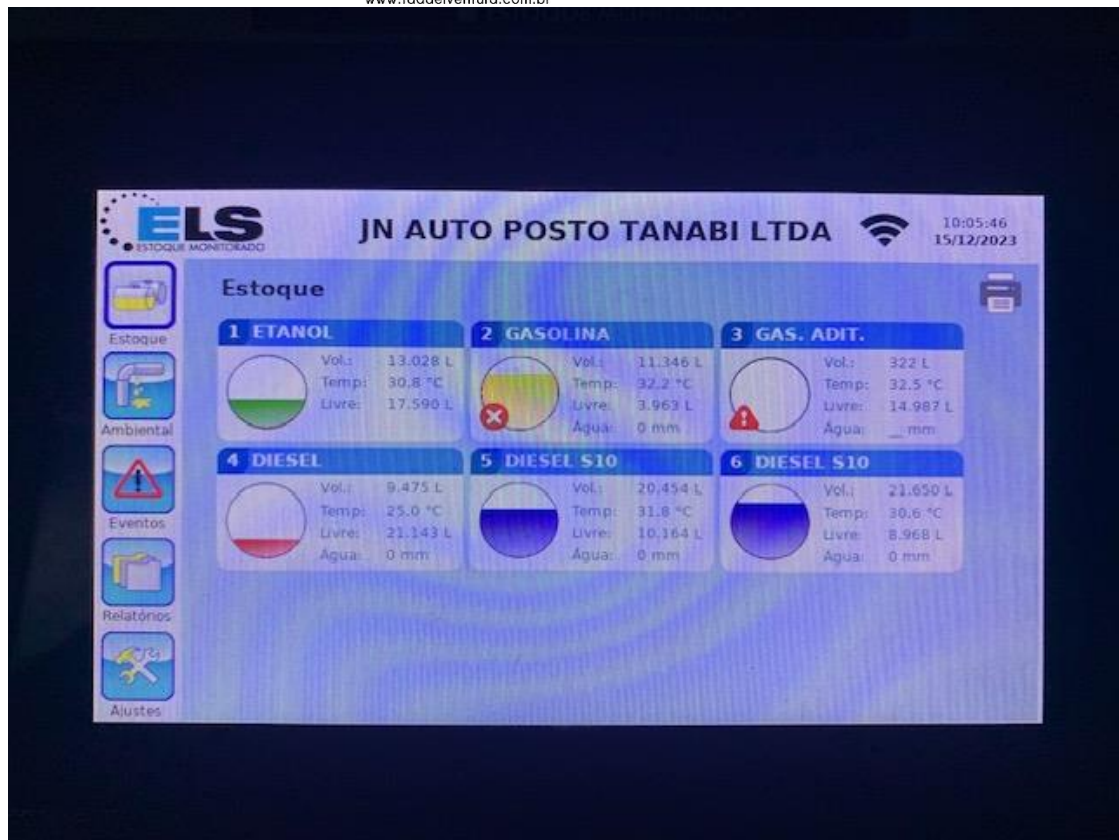 www.fdadelventura.com.br
ELS
ESTOQUE MONITORADO
JN AUTO POSTO TANABI LTDA
10:05:46
15/12/2023
Estoque
Estoque
Ambiental
Eventos
Relatórios
Ajustes
1 ETANOL
Vol.: 13.028 L
Temp: 30,8 °C
Livre: 17.590 L
2 GASOLINA
Vol.: 11.346 L
Temp: 32.2 °C
Livre: 3.963 L
Água: 0 mm
3 GAS. ADIT.
Vol.: 322 L
Temp: 32.5 °C
Livre: 14.987 L
Água: __ mm
4 DIESEL
Vol.: 9.475 L
Temp: 25.0 °C
Livre: 21.143 L
Água: 0 mm
5 DIESEL S10
Vol.: 20.454 L
Temp: 31.8 °C
Livre: 10.164 L
Água: 0 mm
6 DIESEL S10
Vol.: 21.650 L
Temp: 30.6 °C
Livre: 8.968 L
Água: 0 mm